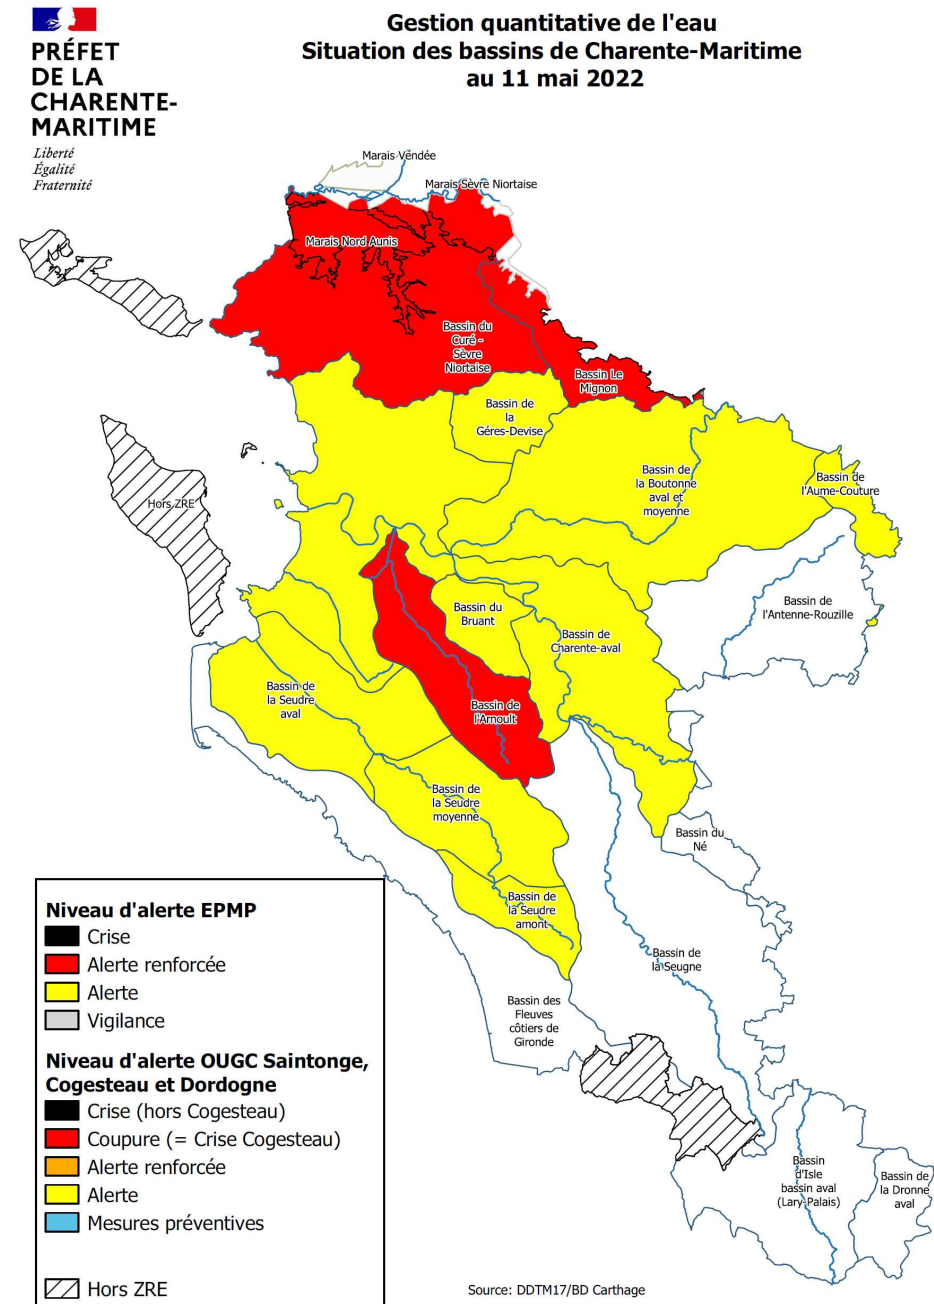 Gestion quantitative de l'eau
Situation des bassins de Charente-Maritime
au 11 mai 2022
PRÉFET
DE LA
CHARENTE-
MARITIME
Liberté
Égalité
Fraternité
Marais Vendée
Marais Sèvre Niortaise
Marais Nord Aunis
Bassin du
Curé -
Sèvre
Niortaise
Bassin Le
Mignon
Bassin de
la
Géres-Devise
Bassin de
la Boutonne
aval et
moyenne
Bassin de
l'Aume-Couture
Hors ZRE
Bassin de
l'Antenne-Rouzille
Bassin du
Bruant
Bassin de
Charente-aval
Bassin de
la Seudre
aval
Bassin de
l'Arnoult
Bassin de
la Seudre
moyenne
Bassin du
Né
Bassin de
la Seudre
amont
Bassin de
la Seugne
Bassin des
Fleuves
côtiers de
Gironde
Bassin
d'Isle
bassin aval
(Lary-Palais)
Bassin de
la Dronne
aval
Niveau d'alerte EPMP
Crise
Alerte renforcée
Alerte
Vigilance
Niveau d'alerte OUGC Saintonge,
Cogesteau et Dordogne
Crise (hors Cogesteau)
Coupure (= Crise Cogesteau)
Alerte renforcée
Alerte
Mesures préventives
Hors ZRE
Source: DDTM17/BD Carthage